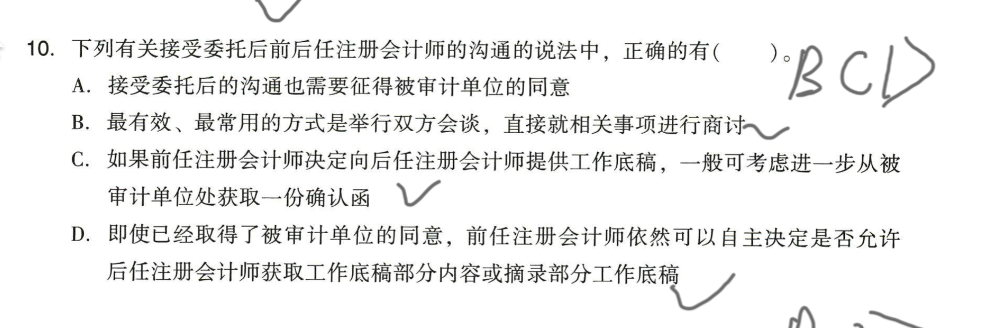 10. 下列有关接受委托后前后任注册会计师的沟通的说法中，正确的有(　　)。BCD
A. 接受委托后的沟通也需要征得被审计单位的同意
B. 最有效、最常用的方式是举行双方会谈，直接就相关事项进行商讨
C. 如果前任注册会计师决定向后任注册会计师提供工作底稿，一般可考虑进一步从被
审计单位处获取一份确认函
D. 即使已经取得了被审计单位的同意，前任注册会计师依然可以自主决定是否允许
后任注册会计师获取工作底稿部分内容或摘录部分工作底稿